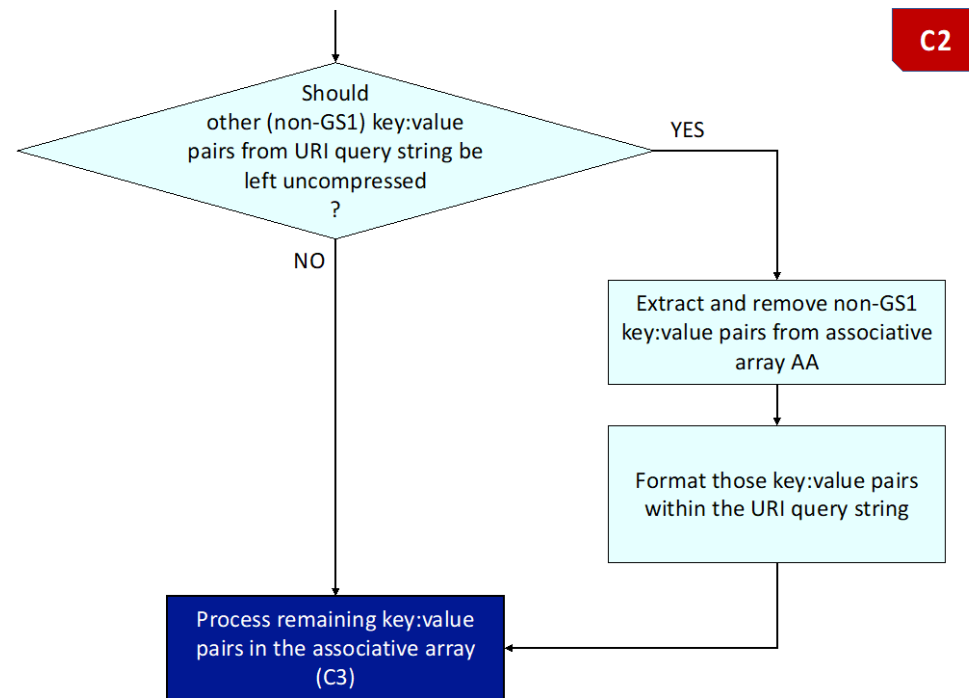 C2
Should
other (non-GS1) key:value
pairs from URI query string be
left uncompressed
?
YES
NO
Extract and remove non-GS1
key:value pairs from associative
array AA
Format those key:value pairs
within the URI query string
Process remaining key:value
pairs in the associative array
(C3)